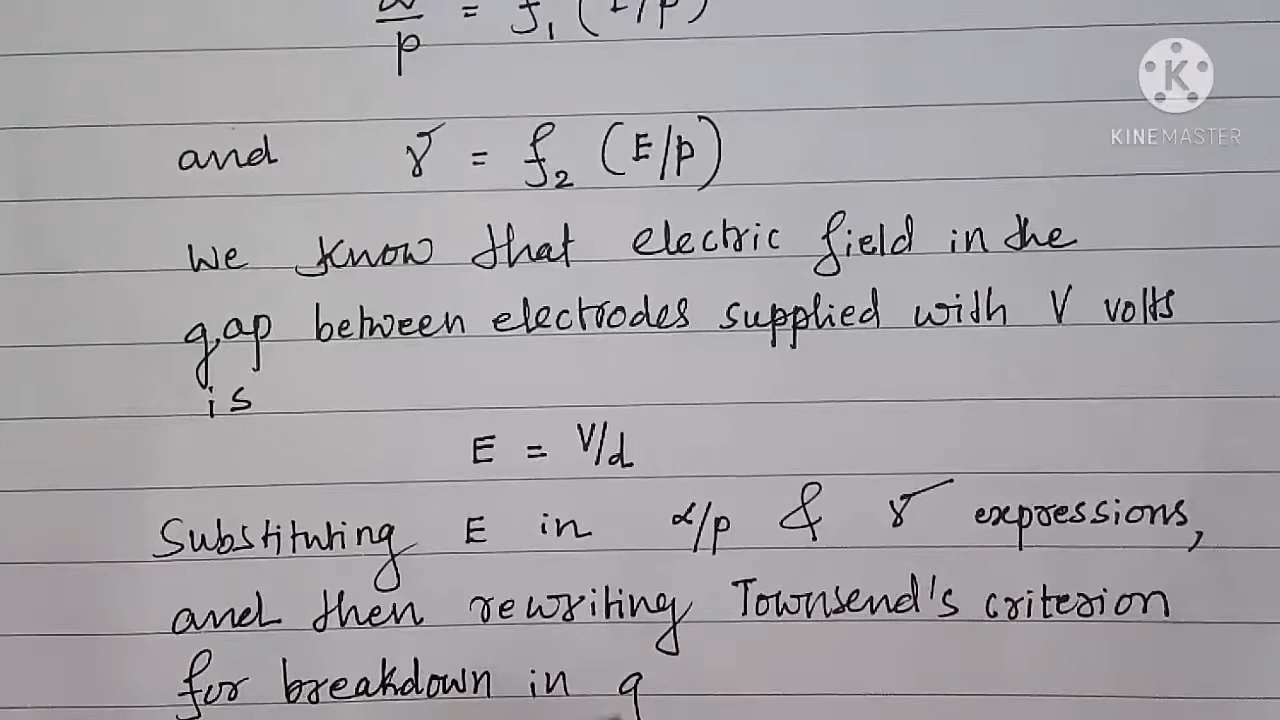 p = f₁ (E/p)
K
KINEMASTER
and γ = f₂ (E/p)
we know that electric field in the
gap between electrodes supplied with V volts
is
E = V/d
Substituting E in α/p & γ expressions,
and then rewriting Townsend's criterion
for breakdown in g